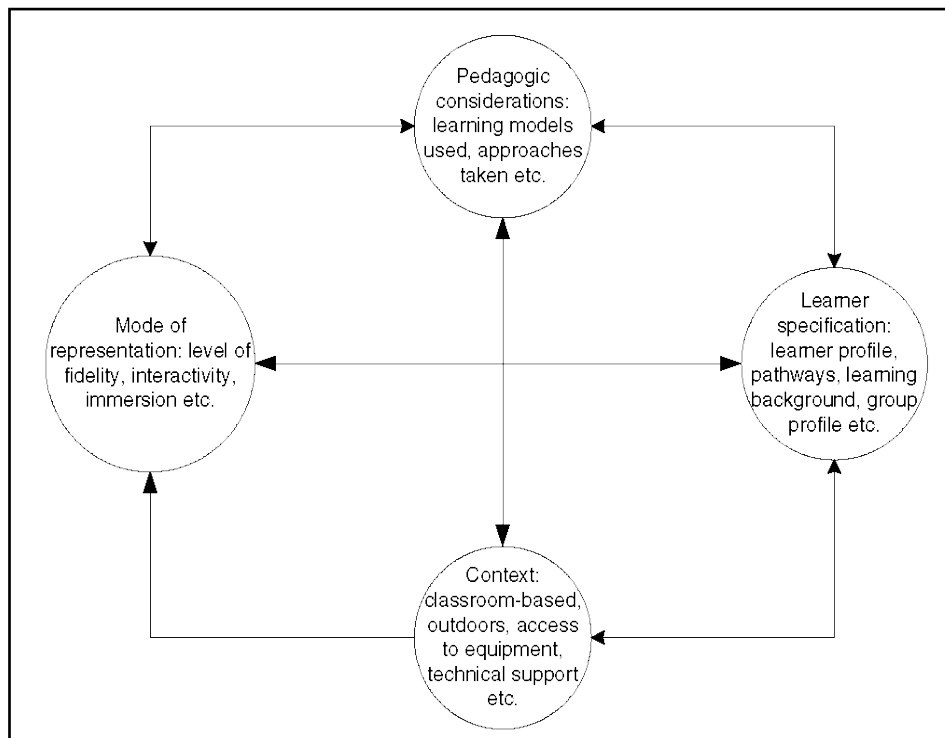 Pedagogic
considerations:
learning models
used, approaches
taken etc.
Mode of
representation: level of
fidelity, interactivity,
immersion etc.
Learner
specification:
learner profile,
pathways, learning
background, group
profile etc.
Context:
classroom-based,
outdoors, access
to equipment,
technical support
etc.